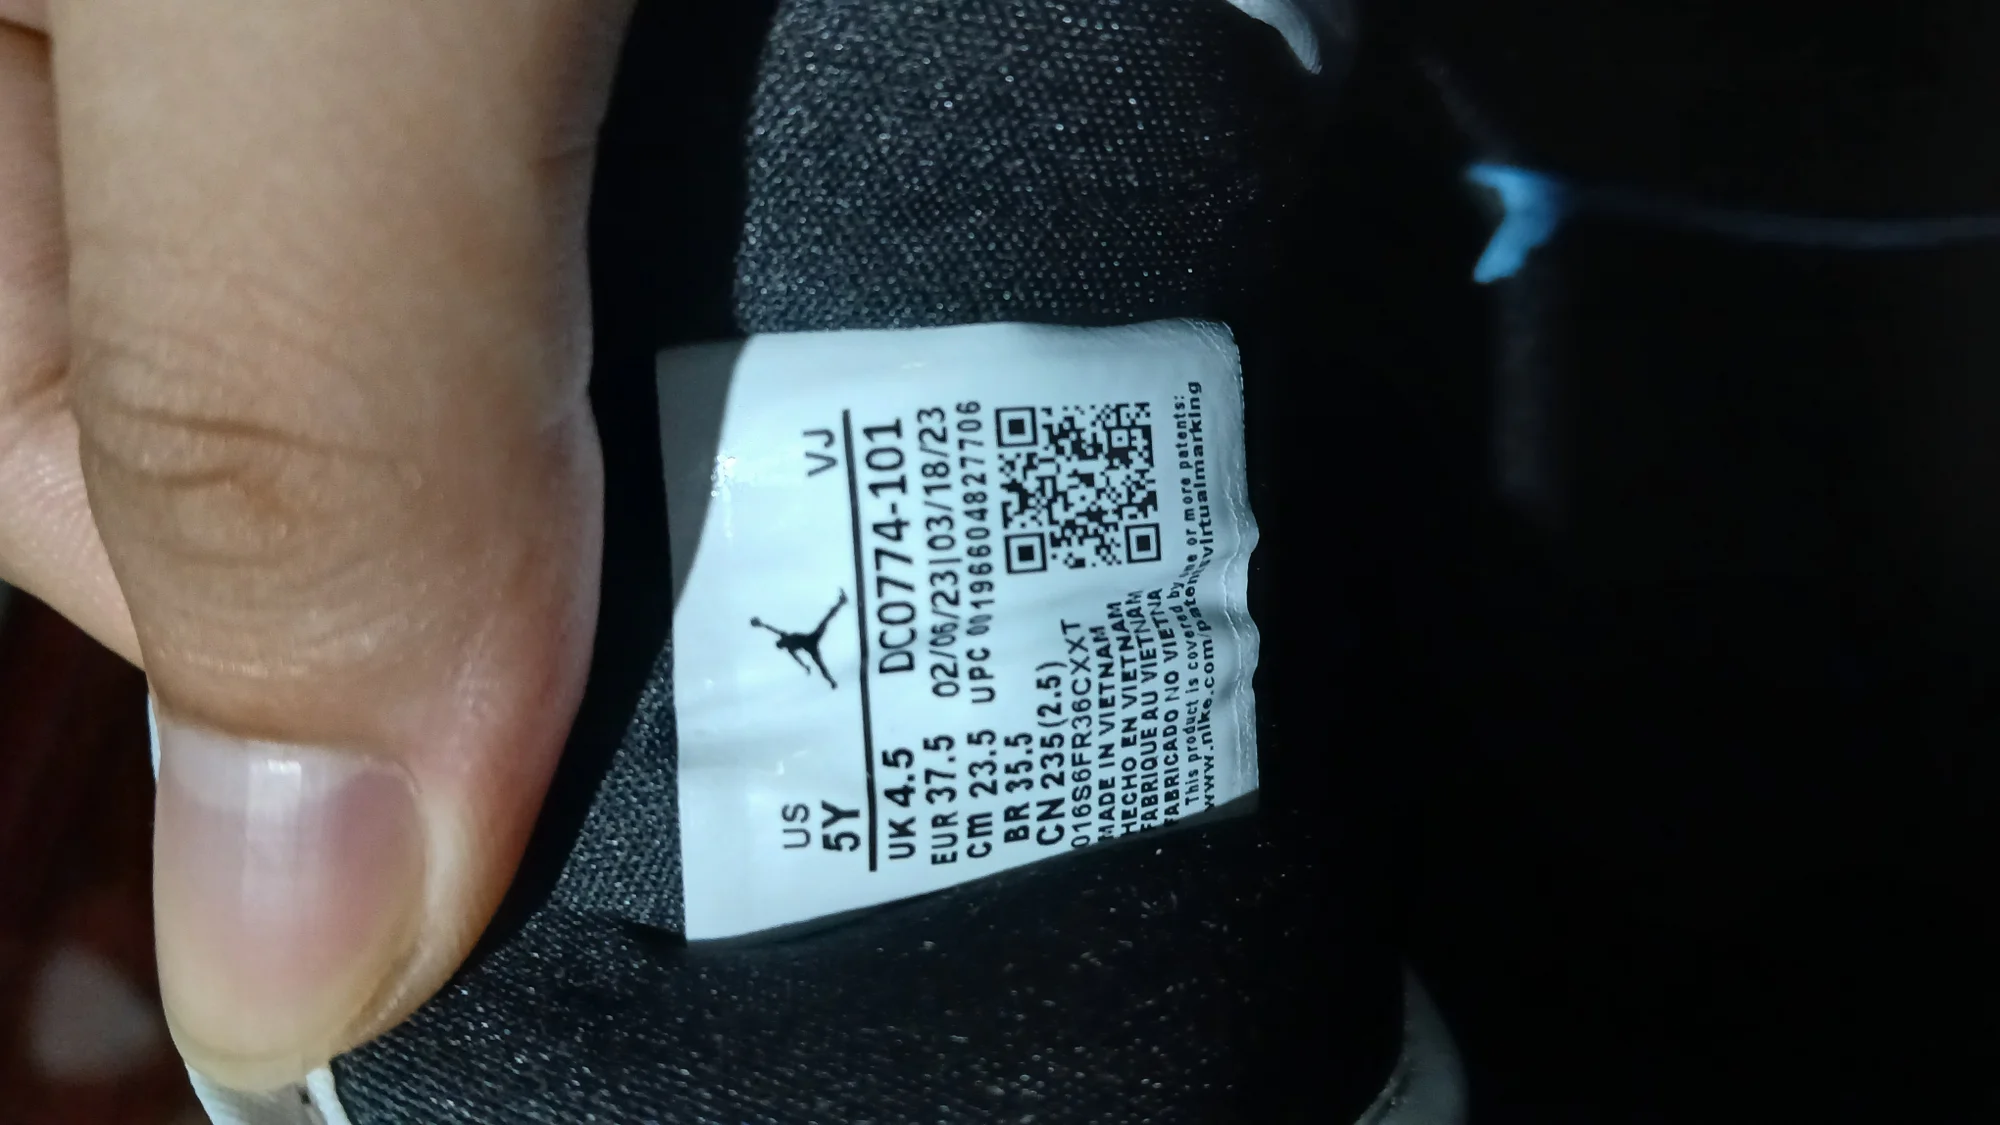 US VJ
5Y
UK 4.5 DC0774-101
EUR 37.5 02/06/23|03/18/23
cm 23.5 UPC 00196604827706
BR 35.5
CN 235(2.5)
016S6FR36CXXT
MADE IN VIETNAM
HECHO EN VIETNAM
FABRIQUE AU VIETNAM
FABRICADO NO VIETNA
This product is covered by one or more patents:
www.nike.com/patentsvirtualmarking